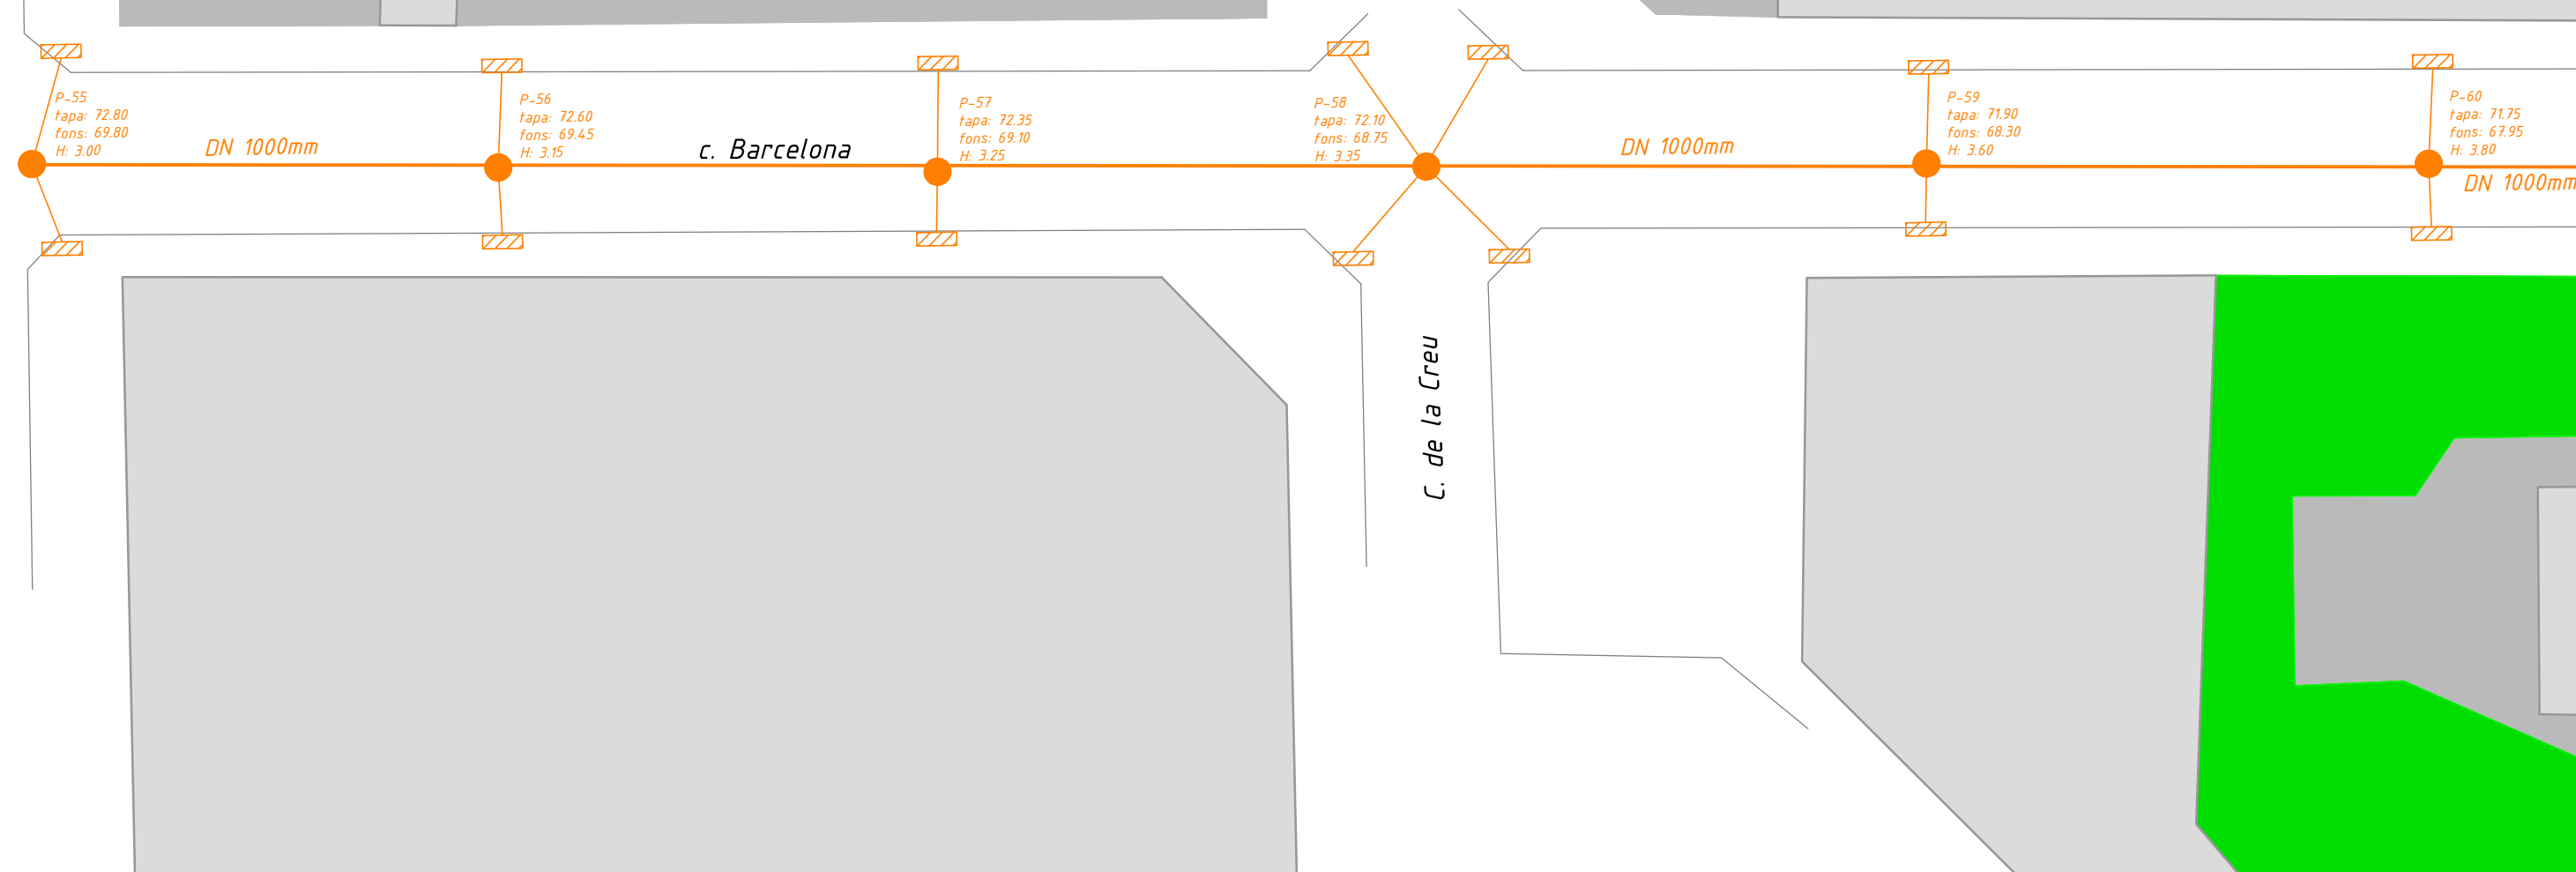 P-55
tapa: 72.80
fons: 69.80
H: 3.00
DN 1000mm
P-56
tapa: 72.60
fons: 69.45
H: 3.15
c. Barcelona
P-57
tapa: 72.35
fons: 69.10
H: 3.25
P-58
tapa: 72.10
fons: 68.75
H: 3.35
DN 1000mm
P-59
tapa: 71.90
fons: 68.30
H: 3.60
P-60
tapa: 71.75
fons: 67.95
H: 3.80
DN 1000mm
C. de la Creu